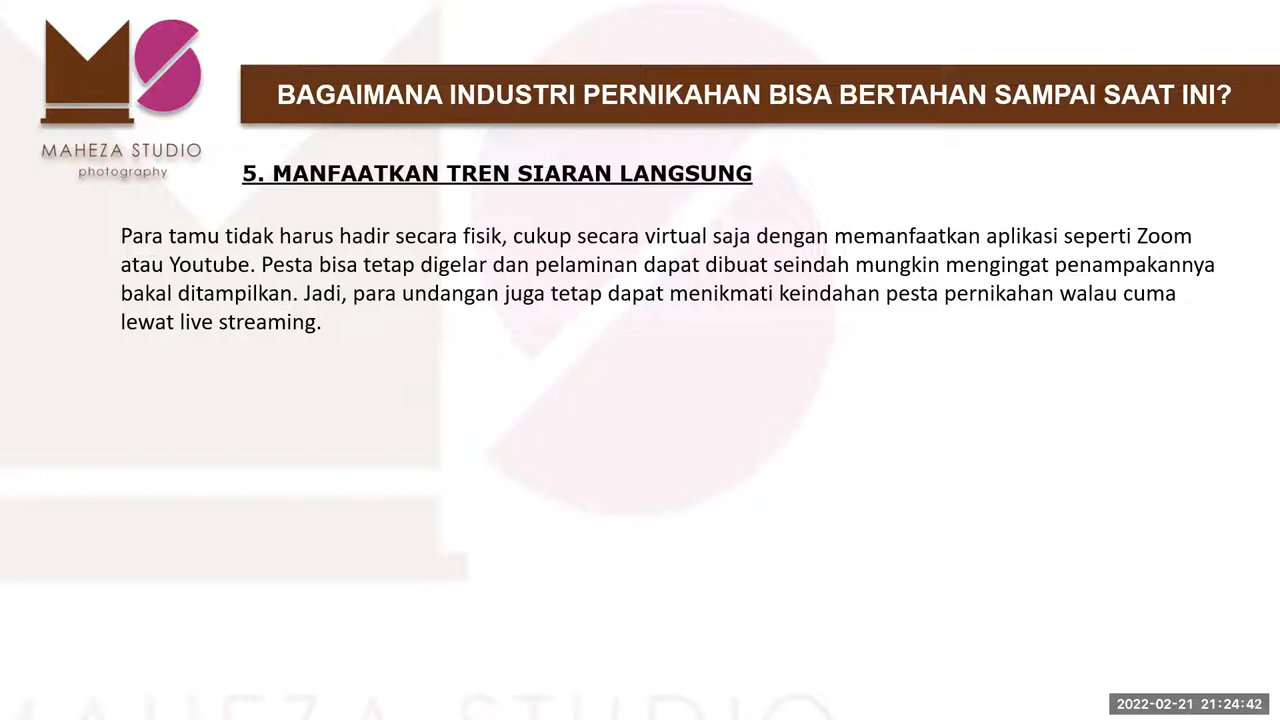 MAHEZA STUDIO
photography
BAGAIMANA INDUSTRI PERNIKAHAN BISA BERTAHAN SAMPAI SAAT INI?
5. MANFAATKAN TREN SIARAN LANGSUNG
Para tamu tidak harus hadir secara fisik, cukup secara virtual saja dengan memanfaatkan aplikasi seperti Zoom
atau Youtube. Pesta bisa tetap digelar dan pelaminan dapat dibuat seindah mungkin mengingat penampakannya
bakal ditampilkan. Jadi, para undangan juga tetap dapat menikmati keindahan pesta pernikahan walau cuma
lewat live streaming.
MAHEZA STUDIO
2022-02-21 21:24:42